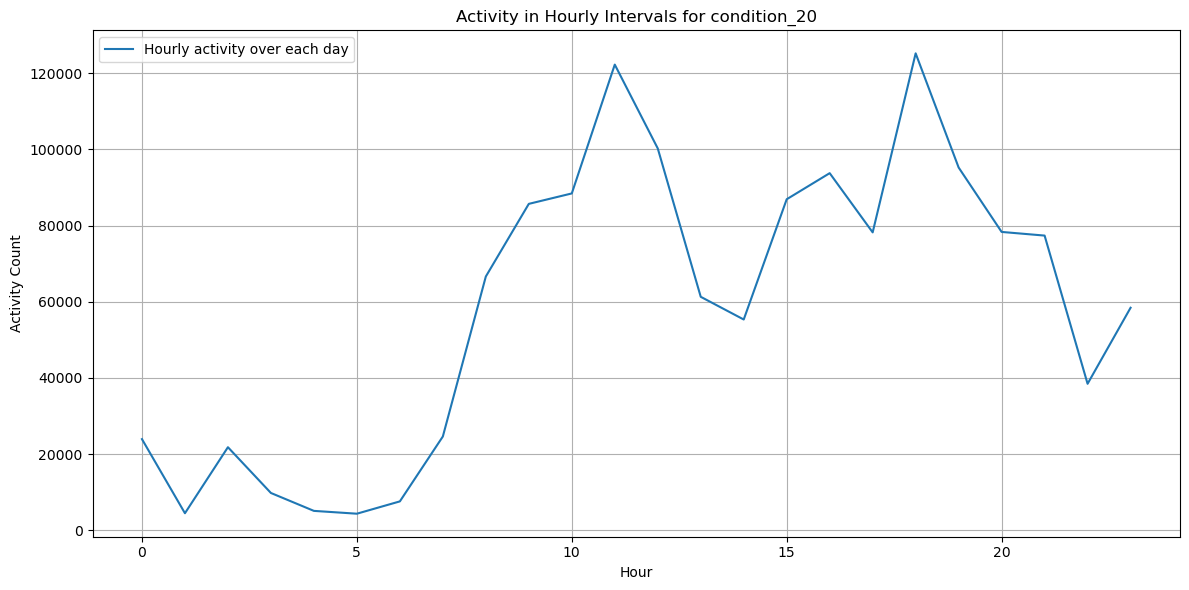 Activity in Hourly Intervals for condition_20
Hourly activity over each day
Activity Count
120000
100000
80000
60000
40000
20000
0
0 5 10 15 20
Hour